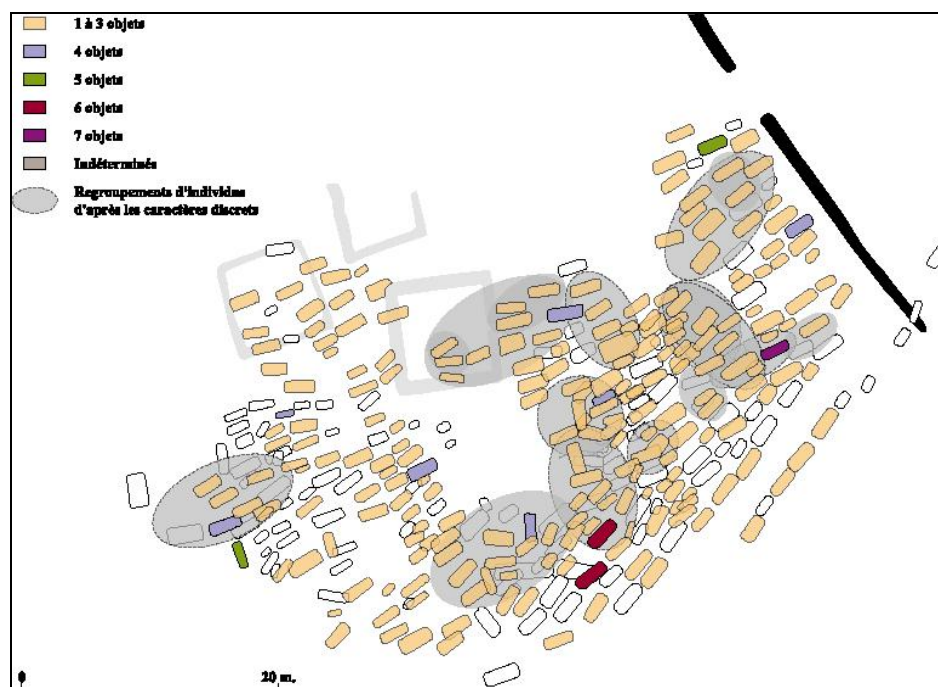 1 à 3 objets
4 objets
5 objets
6 objets
7 objets
Indéterminés
Regroupements d'individus
d'après les caractères discrets
0 20 m.